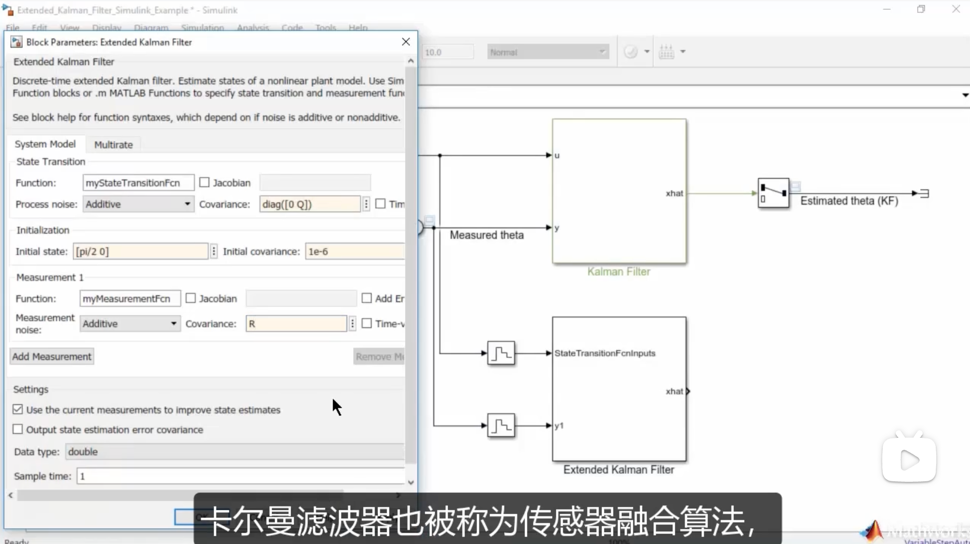 Extended_Kalman_Filter_Simulink_Example * - Simulink
File Edit View Display Diagram Simulation Analysis Code Tools Help
Block Parameters: Extended Kalman Filter
10.0
Normal
Extended Kalman Filter
Discrete-time extended Kalman filter. Estimate states of a nonlinear plant model. Use Sim
Function blocks or .m MATLAB Functions to specify state transition and measurement fun
See block help for function syntaxes, which depend on if noise is additive or nonadditive.
System Model Multirate
State Transition
Function: myStateTransitionFcn Jacobian
Process noise: Additive Covariance: diag([0 Q]) Tim
Initialization
Initial state: [pi/2 0] Initial covariance: 1e-6
Measurement 1
Function: myMeasurementFcn Jacobian Add Er
Measurement noise: Additive Covariance: R Time-v
Add Measurement Remove Me
Settings
Use the current measurements to improve state estimates
Output state estimation error covariance
Data type: double
Sample time: 1
u
xhat
y
Measured theta
Kalman Filter
Estimated theta (KF)
StateTransitionFcnInputs
xhat
y1
Extended Kalman Filter
卡尔曼滤波器也被称为传感器融合算法，
MathWorks
Ready
VariableStepAuto